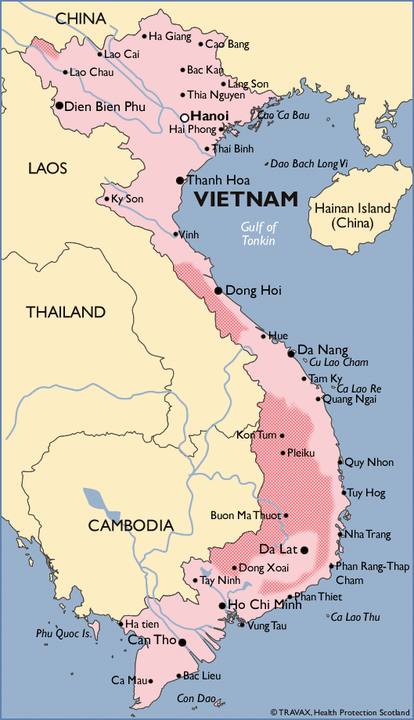 CHINA
Ha Giang
Cao Bang
Lao Cai
Bac Kan
Lao Chau
Lang Son
Thia Nguyen
Dien Bien Phu
Hanoi
Cao Ca Bau
Hai Phong
Thai Binh
LAOS
Dao Bach Long Vi
Thanh Hoa
Ky Son
VIETNAM
Hainan Island
(China)
Vinh
Gulf of
Tonkin
Dong Hoi
THAILAND
Hue
Da Nang
Cu Lao Cham
Tam Ky
Ca Lao Re
Quang Ngai
Kon Tum
Pleiku
Quy Nhon
Tuy Hog
Buon Ma Thuot
CAMBODIA
Nha Trang
Da Lat
Dong Xoai
Phan Rang-Thap
Cham
Tay Ninh
Phan Thiet
Ho Chi Minh
Ca Lao Thu
Ha tien
Vung Tau
Phu Quoc Is.
Can Tho
Ca Mau
Bac Lieu
Con Dao
© TRAVAX, Health Protection Scotland